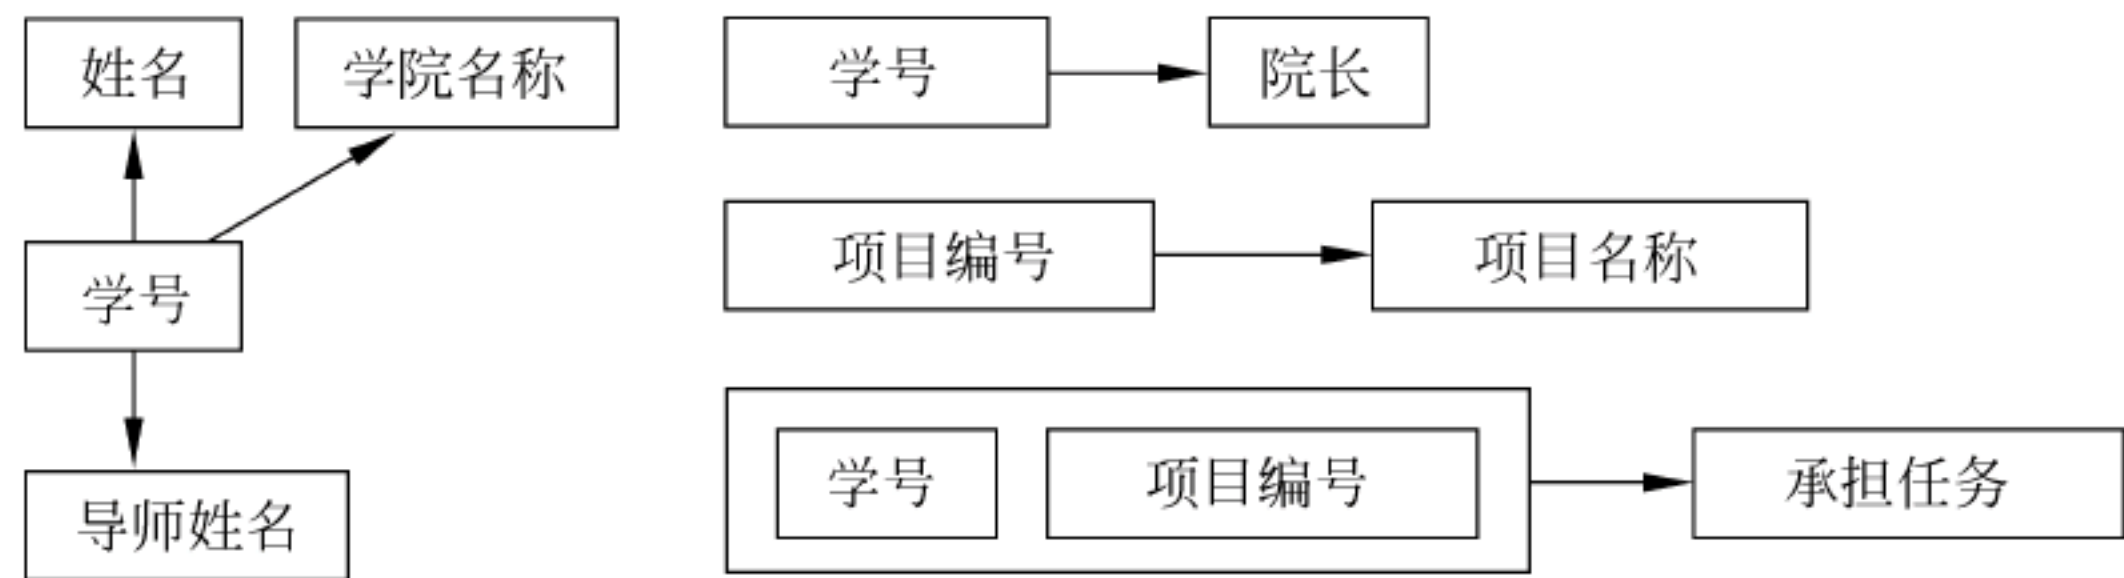 姓名
学院名称
学号
导师姓名
学号
院长
项目编号
项目名称
学号
项目编号
承担任务